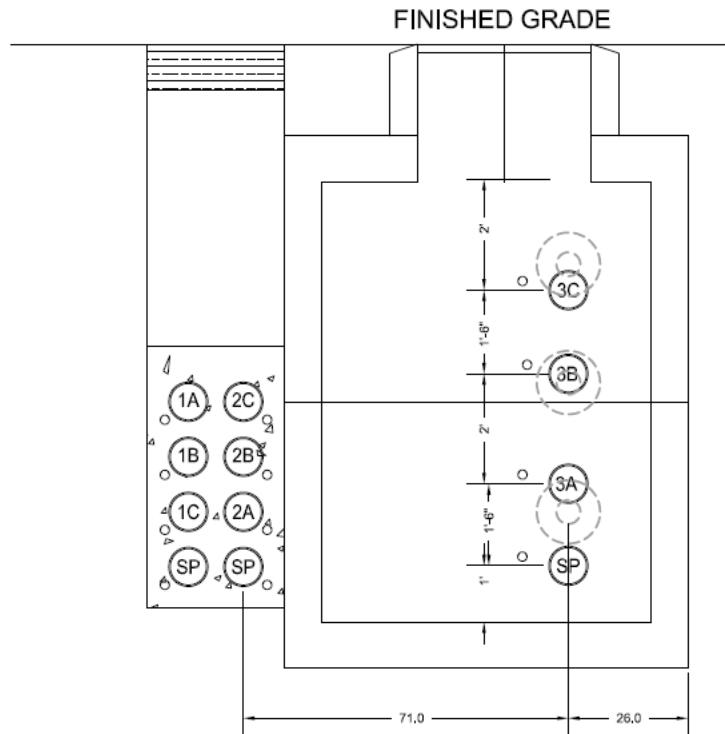 FINISHED GRADE
2'
3C
1'-6"
3B
1A 2C
2'
1B 2B
3A
1C 2A
1'-6"
SP SP SP
1'
71.0 26.0